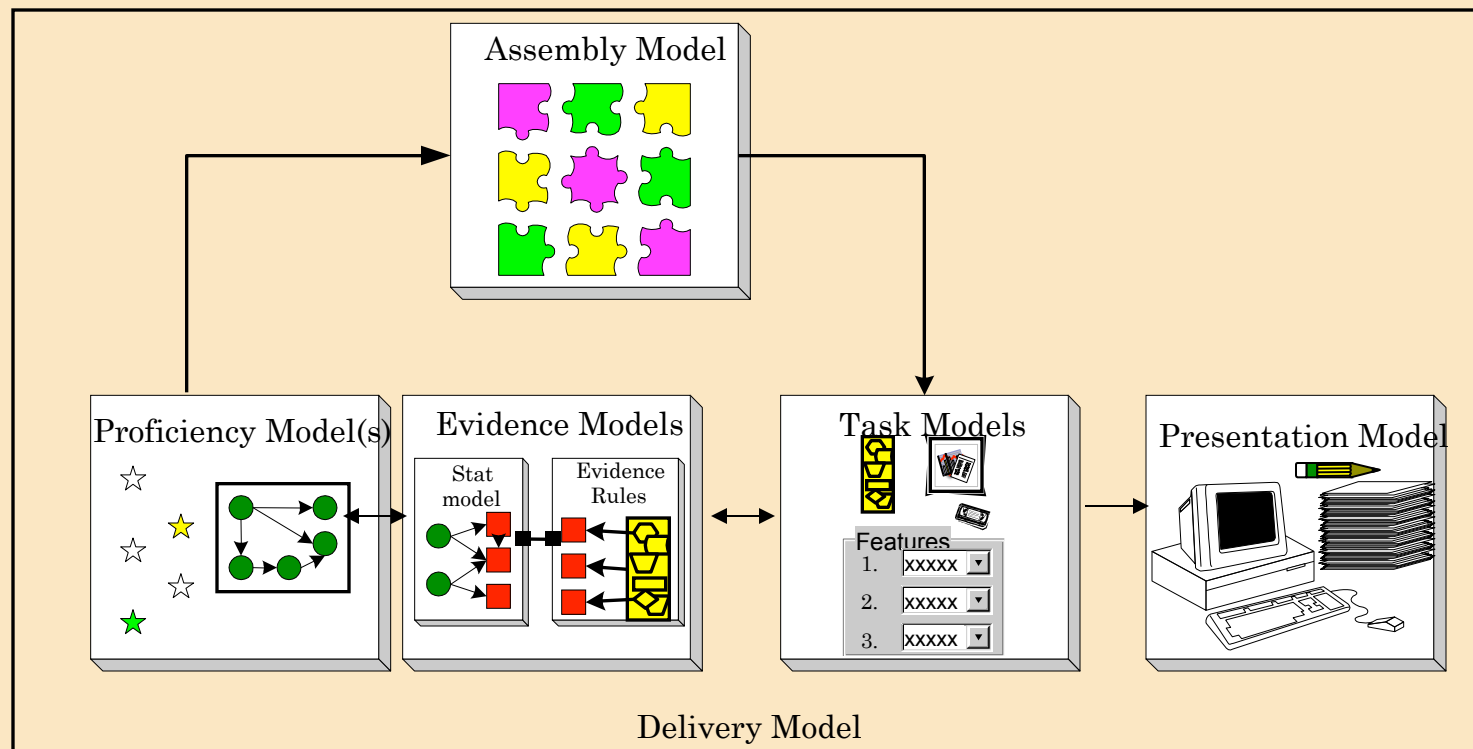 Assembly Model
Proficiency Model(s)
Evidence Models
Stat
model
Evidence
Rules
Task Models
Features
1. xxxxx
2. xxxxx
3. xxxxx
Presentation Model
Delivery Model